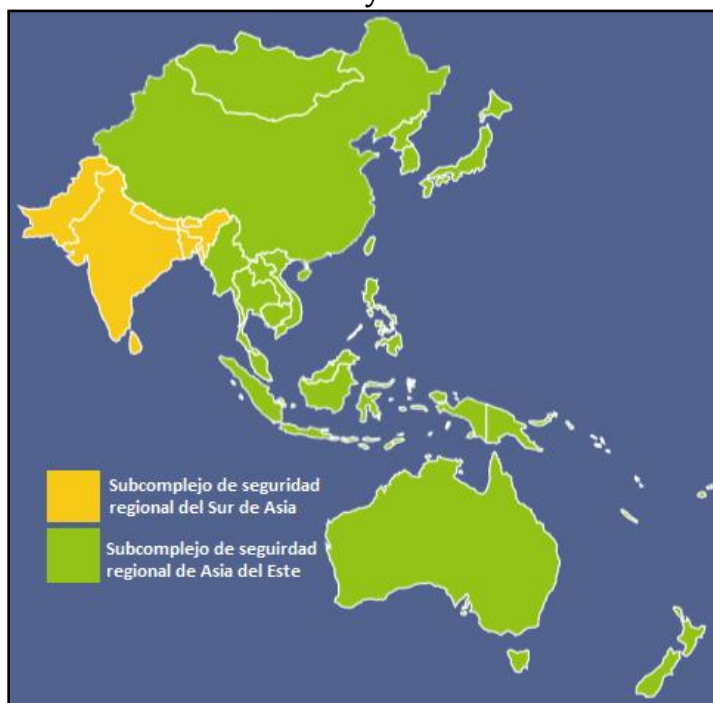 y
Subcomplejo de seguridad
regional del Sur de Asia
Subcomplejo de seguirdad
regional de Asia del Este